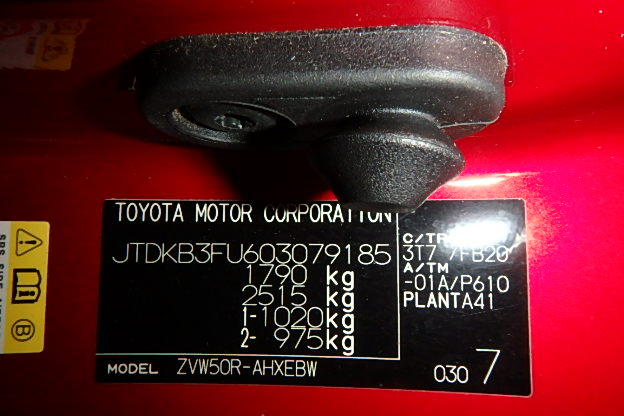 TOYOTA MOTOR CORPORATION
JTDKB3FU603079185
1790 kg
2515 kg
1-1020kg
2- 975kg
C/TR
3T7 7FB20
A/TM
-01A/P610
PLANTA41
MODEL ZVW50R-AHXEBW
030 7
B